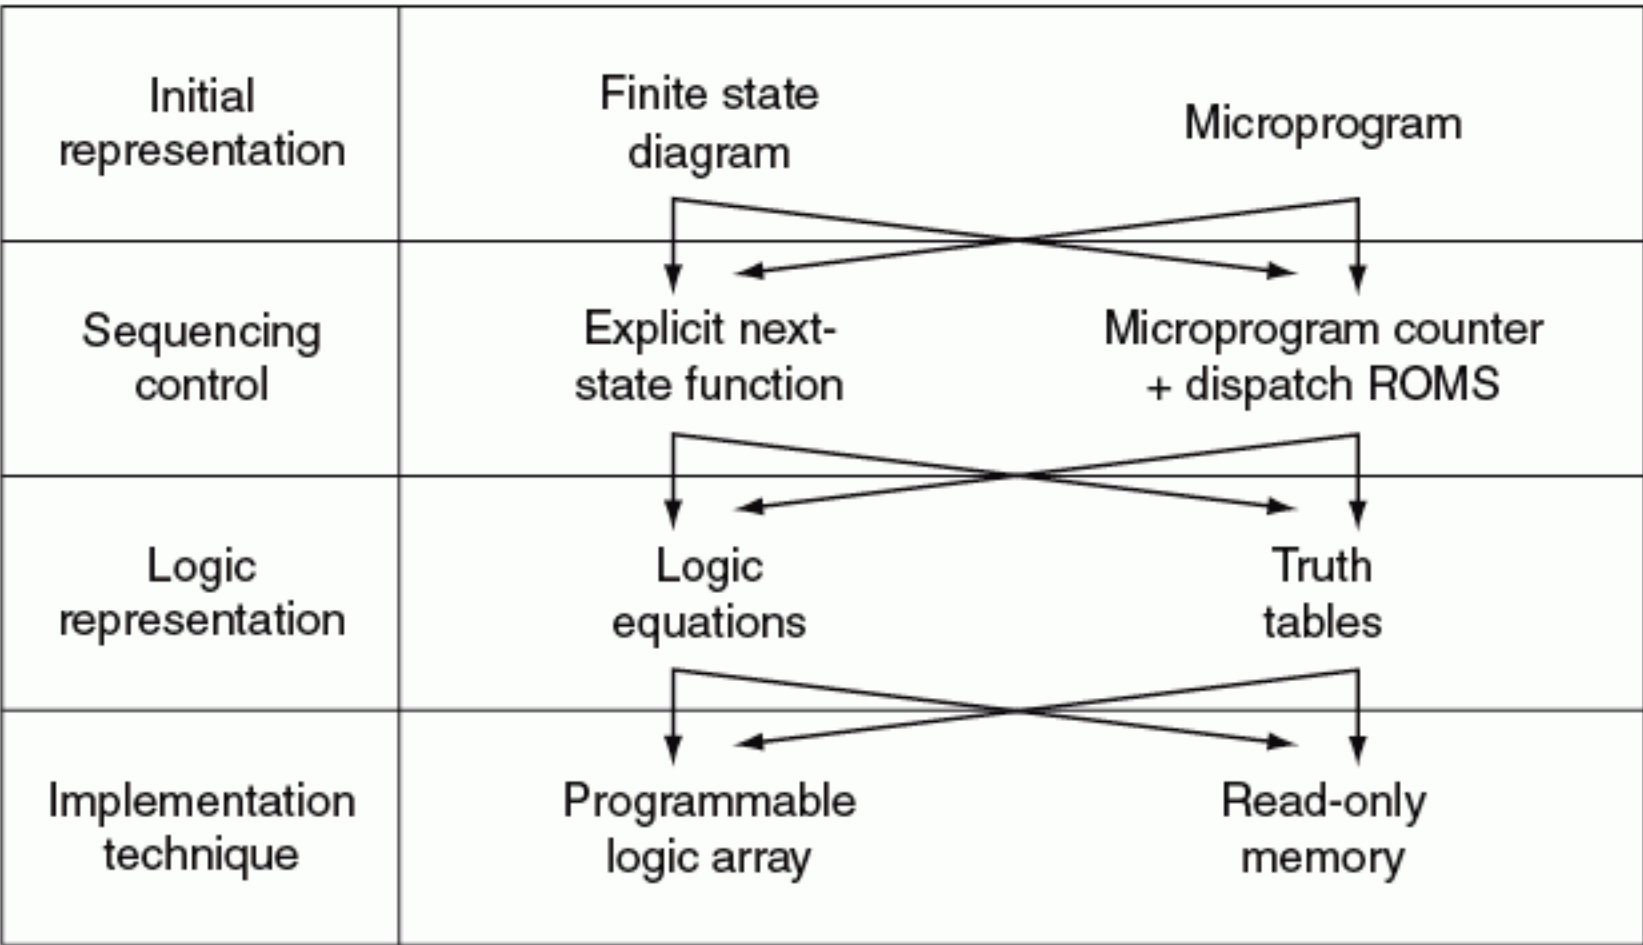 Initial
representation
Finite state
diagram
Microprogram
Sequencing
control
Explicit next-
state function
Microprogram counter
+ dispatch ROMS
Logic
representation
Logic
equations
Truth
tables
Implementation
technique
Programmable
logic array
Read-only
memory